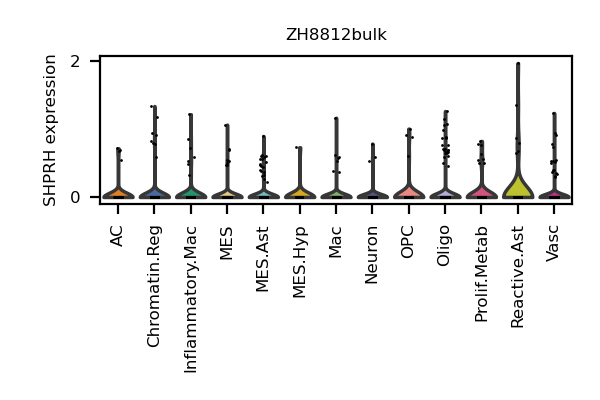 ZH8812bulk
SHPRH expression
2
0
AC
Chromatin.Reg
Inflammatory.Mac
MES
MES.Ast
MES.Hyp
Mac
Neuron
OPC
Oligo
Prolif.Metab
Reactive.Ast
Vasc